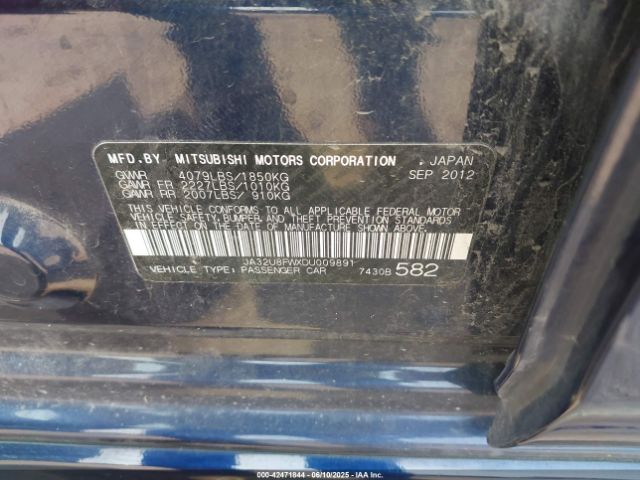 MFD.BY MITSUBISHI MOTORS CORPORATION . JAPAN
GVWR 4079LBS/1850KG SEP 2012
GAWR FR 2227LBS/1010KG
GAWR RR 2007LBS/ 910KG
THIS VEHICLE CONFORMS TO ALL APPLICABLE FEDERAL MOTOR
VEHICLE SAFETY, BUMPER AND THEFT PREVENTION STANDARDS
IN EFFECT ON THE DATE OF MANUFACTURE SHOWN ABOVE.
JA32U8FWXDU009891
VEHICLE TYPE: PASSENGER CAR 7430B 582
000-42471844 - 06/10/2025 - © IAA Inc.